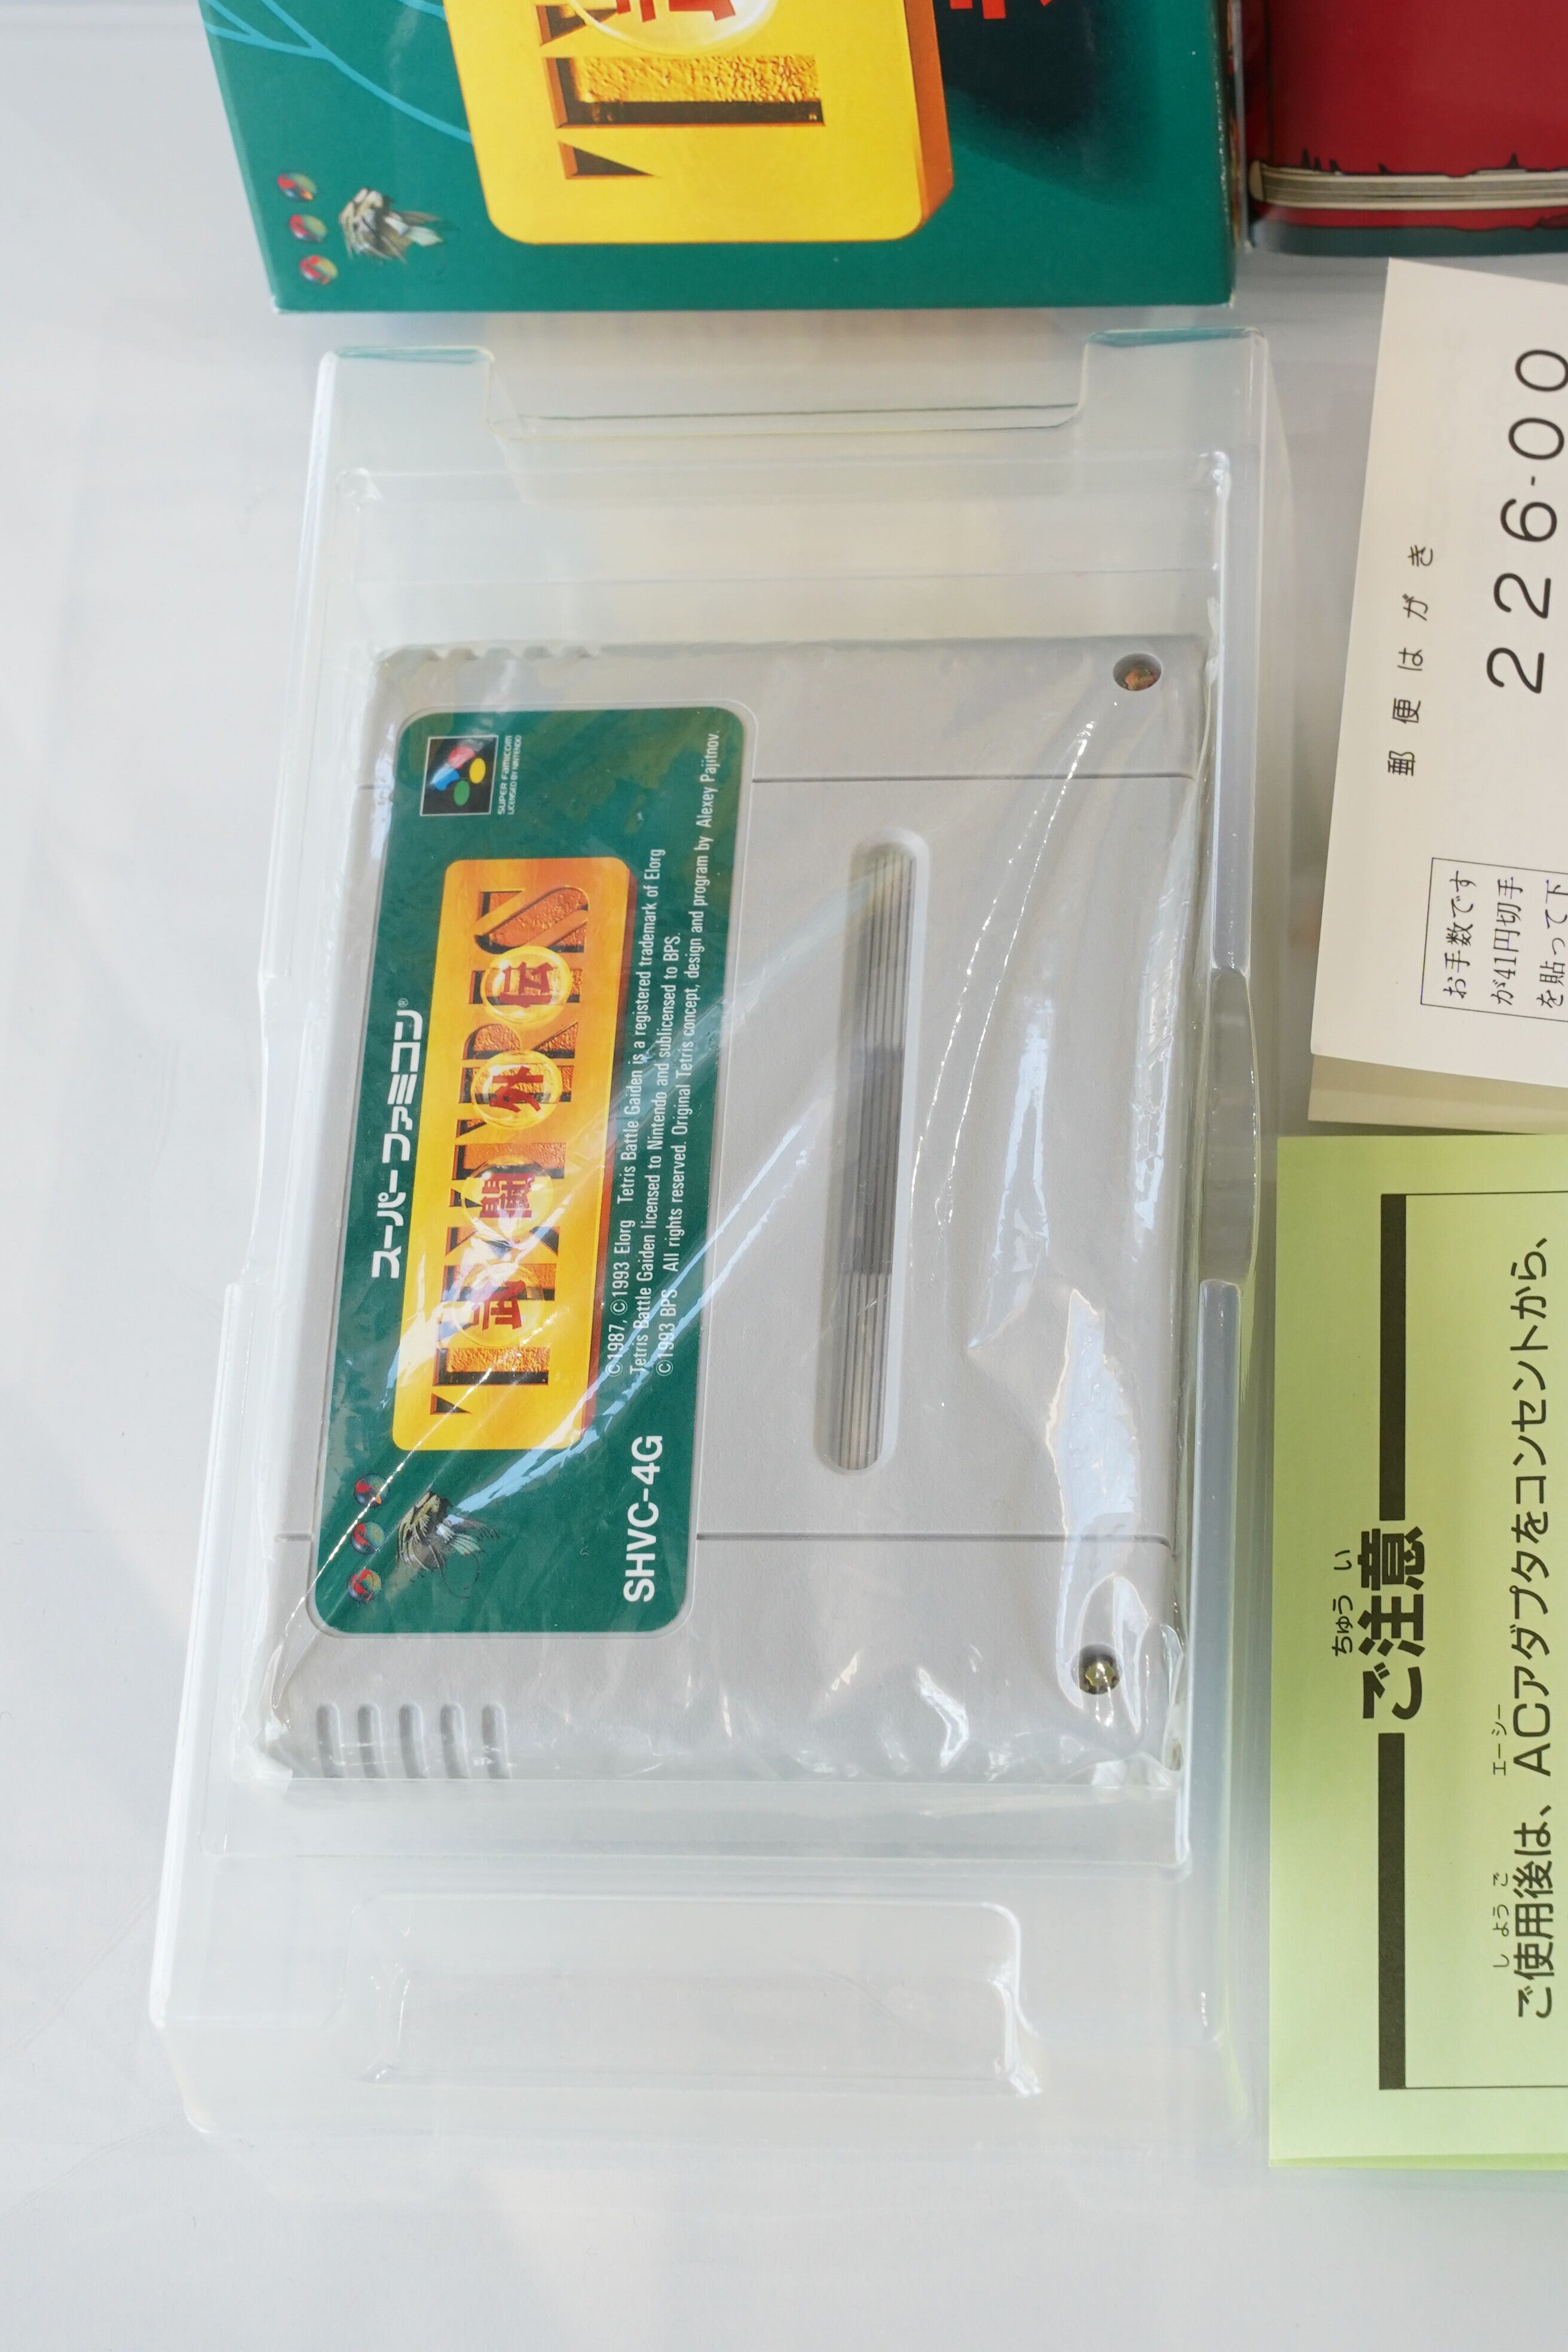 スーパーファミコン®
SUPER FAMICOM
LICENSED BY NINTENDO
TETRIS
武闘外伝
©1987, ©1993 Elorg Tetris Battle Gaiden is a registered trademark of Elorg
Tetris Battle Gaiden licensed to Nintendo and sublicensed to BPS.
©1993 BPS All rights reserved. Original Tetris concept, design and program by Alexey Pajitnov.
SHVC-4G
郵便はがき
226-00
お手数です
が41円切手
を貼って下
ちゅうい
ご注意
しようご エーシー
ご使用後は、ACアダプタをコンセントから、